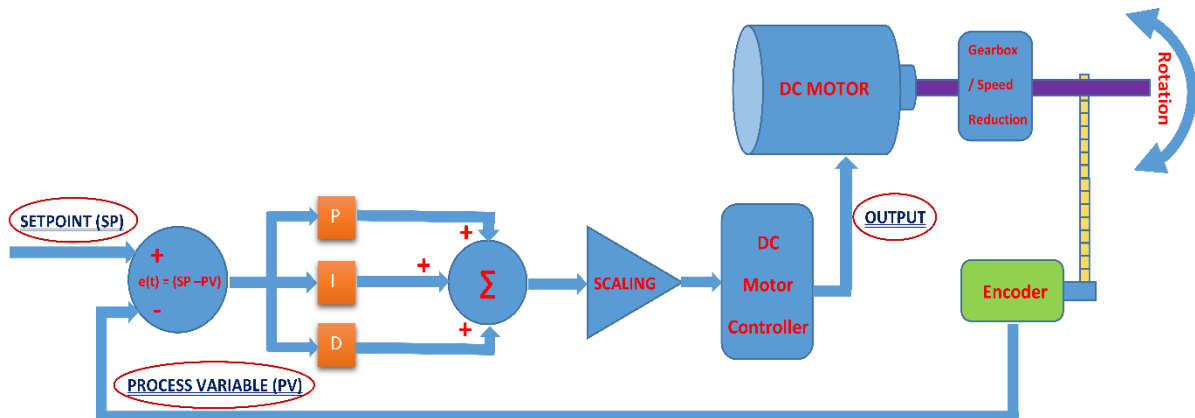 SETPOINT (SP)
+
e(t) = (SP –PV)
-
PROCESS VARIABLE (PV)
P
I
D
+
+
+
Σ
SCALING
DC
Motor
Controller
OUTPUT
DC MOTOR
Gearbox
/ Speed
Reduction
Rotation
Encoder